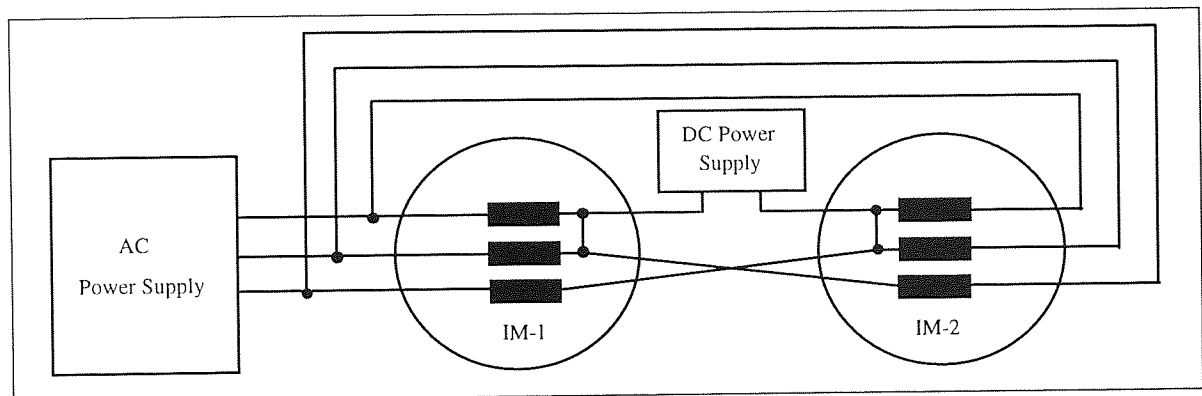 DC Power
Supply
AC
Power Supply
IM-1
IM-2